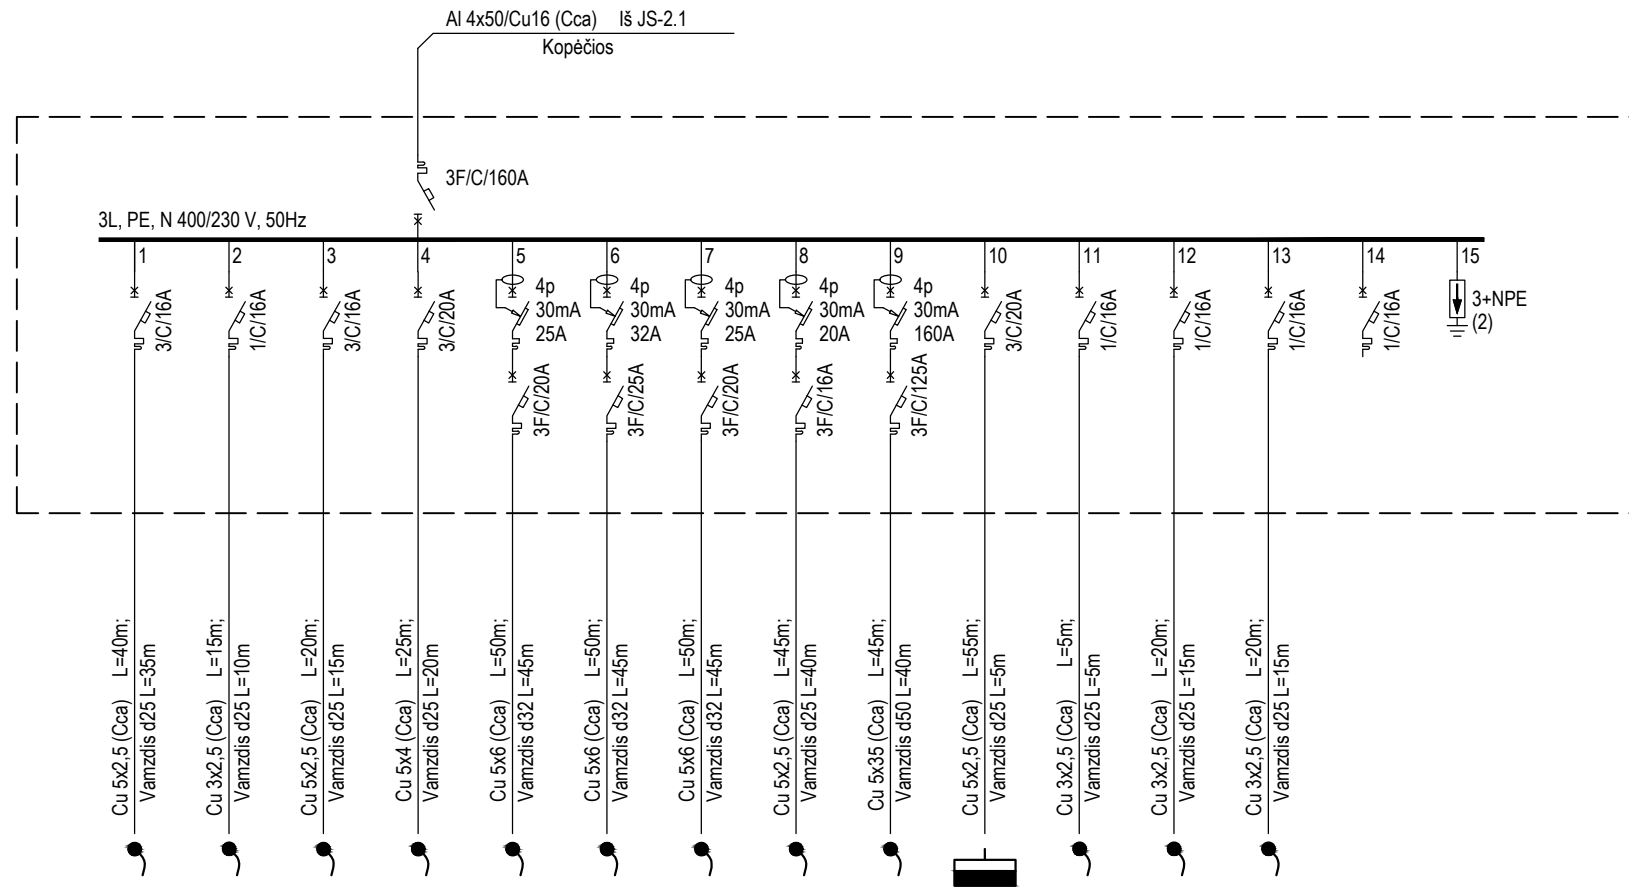 Al 4x50/Cu16 (Cca) Iš JS-2.1
Kopėčios
3F/C/160A
3L, PE, N 400/230 V, 50Hz
1
2
3
4
5
6
7
8
9
10
11
12
13
14
15
3/C/16A
1/C/16A
3/C/16A
3/C/20A
4p
30mA
25A
3F/C/20A
4p
30mA
32A
3F/C/25A
4p
30mA
25A
3F/C/20A
4p
30mA
20A
3F/C/16A
4p
30mA
160A
3F/C/125A
3/C/20A
1/C/16A
1/C/16A
1/C/16A
1/C/16A
3+NPE
(2)
Cu 5x2,5 (Cca) L=40m;
Vamzdis d25 L=35m
Cu 3x2,5 (Cca) L=15m;
Vamzdis d25 L=10m
Cu 5x2,5 (Cca) L=20m;
Vamzdis d25 L=15m
Cu 5x4 (Cca) L=25m;
Vamzdis d25 L=20m
Cu 5x6 (Cca) L=50m;
Vamzdis d32 L=45m
Cu 5x6 (Cca) L=50m;
Vamzdis d32 L=45m
Cu 5x6 (Cca) L=50m;
Vamzdis d32 L=45m
Cu 5x2,5 (Cca) L=45m;
Vamzdis d25 L=40m
Cu 5x35 (Cca) L=45m;
Vamzdis d50 L=40m
Cu 5x2,5 (Cca) L=55m;
Vamzdis d25 L=5m
Cu 3x2,5 (Cca) L=5m;
Vamzdis d25 L=5m
Cu 3x2,5 (Cca) L=20m;
Vamzdis d25 L=15m
Cu 3x2,5 (Cca) L=20m;
Vamzdis d25 L=15m